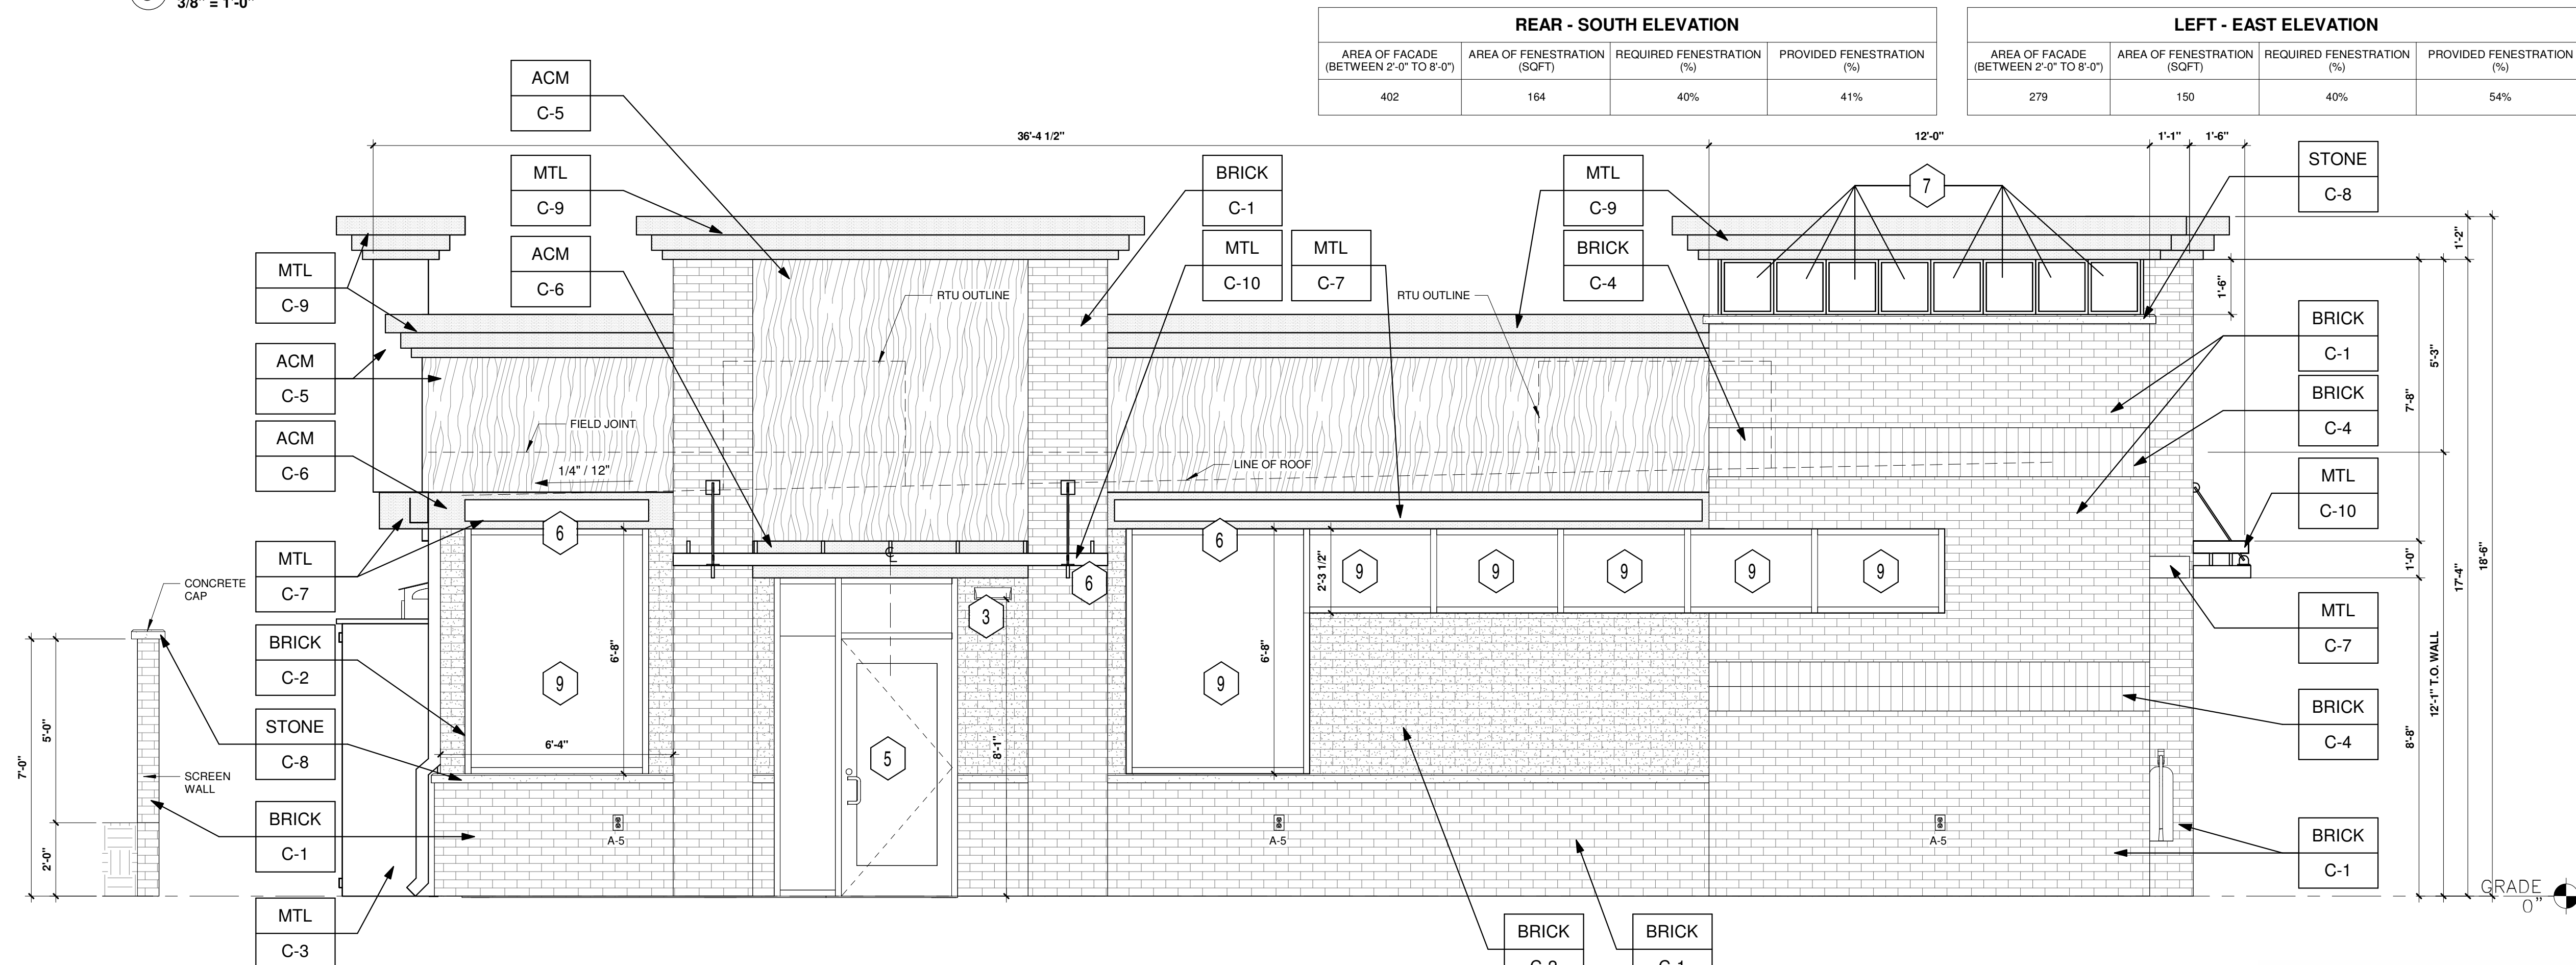 3/8" = 1'-0"
REAR - SOUTH ELEVATION
AREA OF FACADE (BETWEEN 2'-0" TO 8'-0")
AREA OF FENESTRATION (SQFT)
REQUIRED FENESTRATION (%)
PROVIDED FENESTRATION (%)
402 164 40% 41%
LEFT - EAST ELEVATION
AREA OF FACADE (BETWEEN 2'-0" TO 8'-0")
AREA OF FENESTRATION (SQFT)
REQUIRED FENESTRATION (%)
PROVIDED FENESTRATION (%)
279 150 40% 54%
36'-4 1/2"
12'-0"
1'-1"
1'-6"
ACM
C-5
MTL
C-9
ACM
C-6
BRICK
C-1
MTL
C-10
MTL
C-7
MTL
C-9
BRICK
C-4
7
STONE
C-8
MTL
C-9
ACM
C-5
ACM
C-6
MTL
C-7
BRICK
C-2
STONE
C-8
BRICK
C-1
MTL
C-3
RTU OUTLINE
RTU OUTLINE
FIELD JOINT
1/4" / 12"
LINE OF ROOF
CONCRETE
CAP
SCREEN
WALL
7'-0"
5'-0"
2'-0"
6
9
6'-8"
6'-4"
CL
6
3
8'-1"
5
6
9
6'-8"
2'-3 1/2"
9
9
9
9
9
A-5
A-5
A-5
1'-6"
BRICK
C-1
BRICK
C-4
MTL
C-10
MTL
C-7
BRICK
C-4
BRICK
C-1
1'-2"
5'-3"
7'-8"
1'-0"
8'-8"
12'-1" T.O. WALL
17'-4"
18'-6"
GRADE
0"
BRICK
C-2
BRICK
C-1